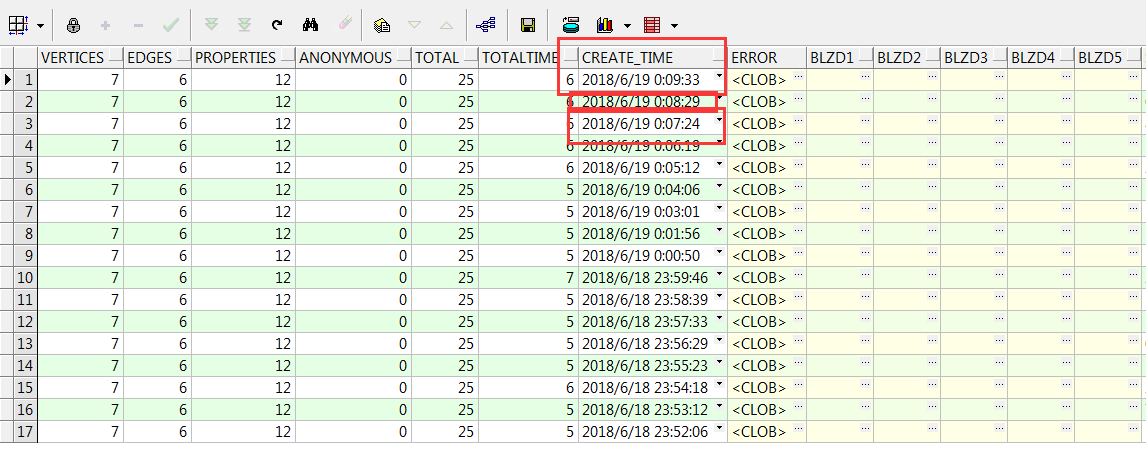 VERTICES EDGES PROPERTIES ANONYMOUS TOTAL TOTALTIME CREATE_TIME ERROR BLZD1 BLZD2 BLZD3 BLZD4 BLZD5
1 7 6 12 0 25 6 2018/6/19 0:09:33 <CLOB>
2 7 6 12 0 25 6 2018/6/19 0:08:29 <CLOB>
3 7 6 12 0 25 6 2018/6/19 0:07:24 <CLOB>
4 7 6 12 0 25 6 2018/6/19 0:06:19 <CLOB>
5 7 6 12 0 25 6 2018/6/19 0:05:12 <CLOB>
6 7 6 12 0 25 5 2018/6/19 0:04:06 <CLOB>
7 7 6 12 0 25 5 2018/6/19 0:03:01 <CLOB>
8 7 6 12 0 25 5 2018/6/19 0:01:56 <CLOB>
9 7 6 12 0 25 5 2018/6/19 0:00:50 <CLOB>
10 7 6 12 0 25 7 2018/6/18 23:59:46 <CLOB>
11 7 6 12 0 25 5 2018/6/18 23:58:39 <CLOB>
12 7 6 12 0 25 5 2018/6/18 23:57:33 <CLOB>
13 7 6 12 0 25 5 2018/6/18 23:56:29 <CLOB>
14 7 6 12 0 25 5 2018/6/18 23:55:23 <CLOB>
15 7 6 12 0 25 6 2018/6/18 23:54:18 <CLOB>
16 7 6 12 0 25 5 2018/6/18 23:53:12 <CLOB>
17 7 6 12 0 25 5 2018/6/18 23:52:06 <CLOB>